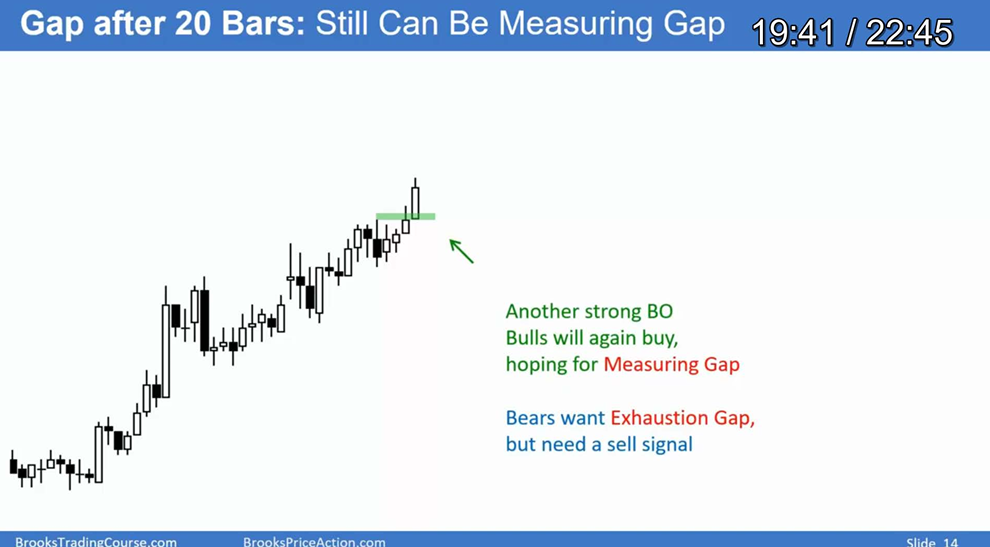 Gap after 20 Bars: Still Can Be Measuring Gap
19:41 / 22:45
Another strong BO
Bulls will again buy,
hoping for Measuring Gap
Bears want Exhaustion Gap,
but need a sell signal
BrooksTradingCourse.com
BrooksPriceAction.com
Slide 14